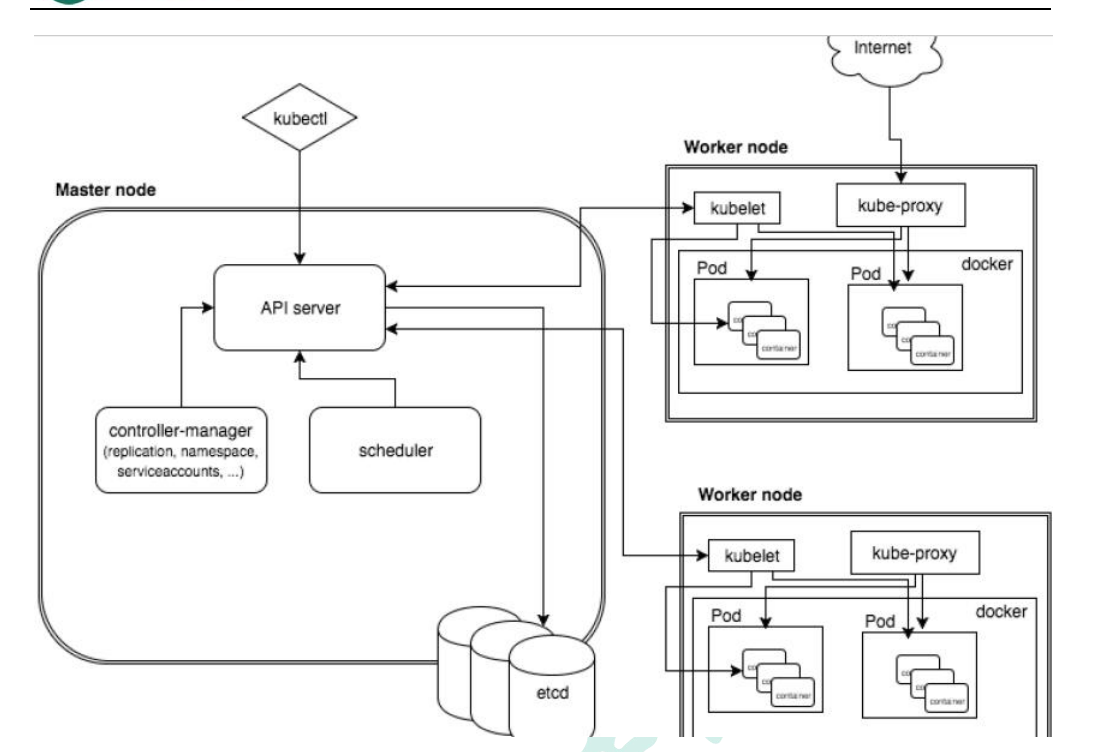 Internet
kubectl
Worker node
Master node
kubelet
kube-proxy
docker
Pod
Pod
API server
container
container
controller-manager
(replication, namespace,
serviceaccounts, ...)
scheduler
Worker node
kubelet
kube-proxy
docker
Pod
Pod
container
container
etcd